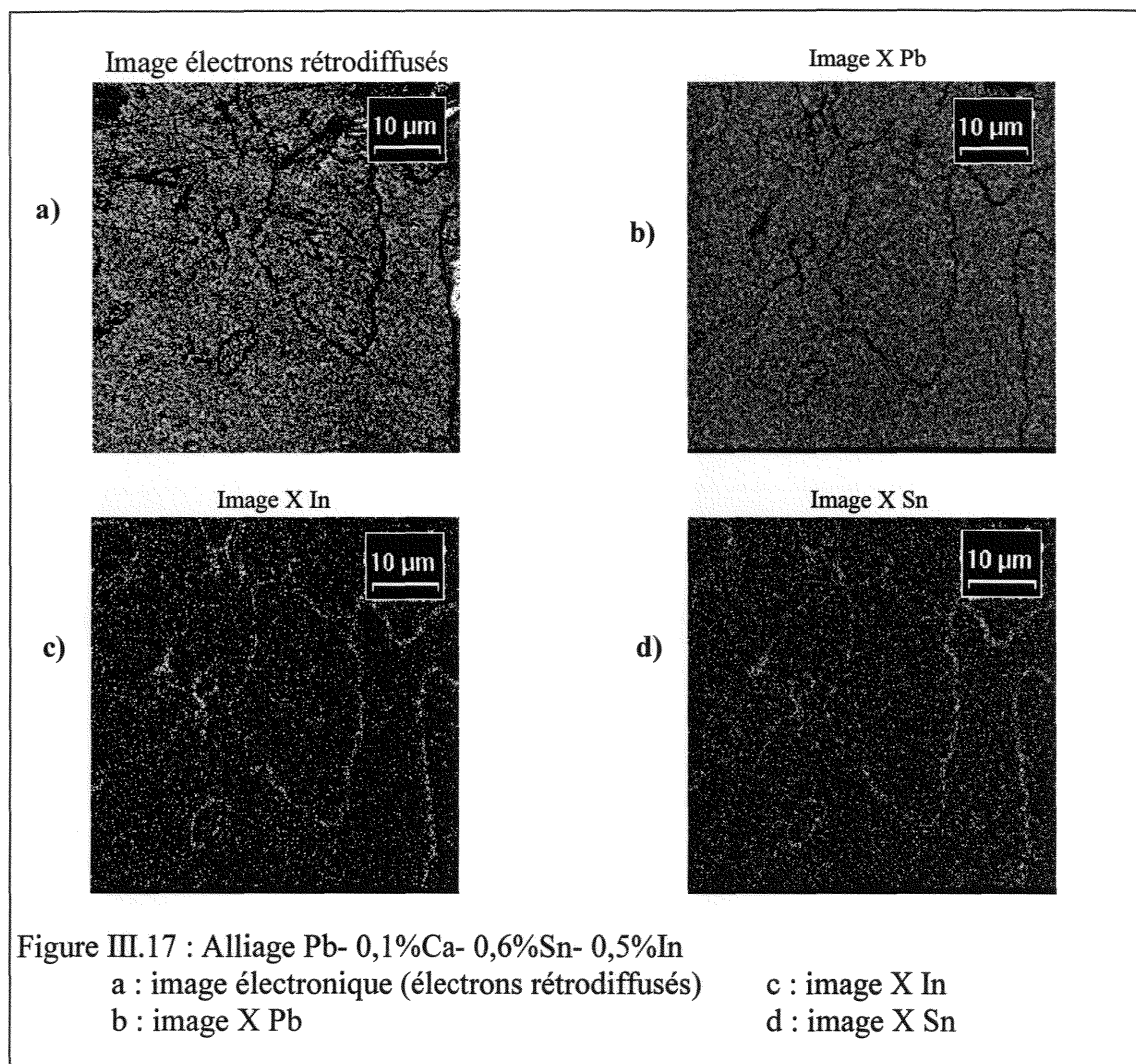 Image électrons rétrodiffusés
Image X Pb
10 µm
10 µm
a)
b)
Image X In
Image X Sn
10 µm
10 µm
c)
d)
Figure III.17 : Alliage Pb- 0,1%Ca- 0,6%Sn- 0,5%In
a : image électronique (électrons rétrodiffusés) c : image X In
b : image X Pb d : image X Sn